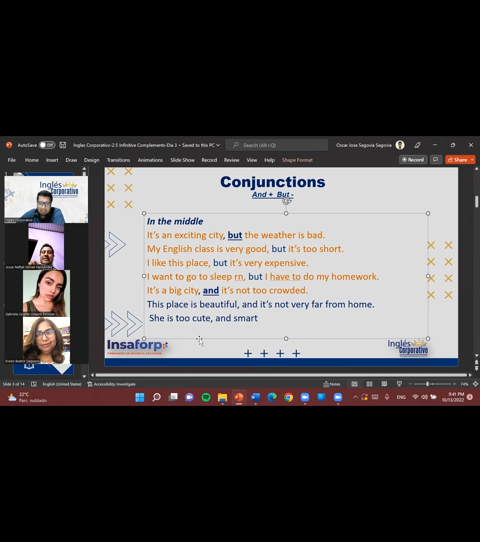 AutoSave Off Ingles Corporativo-2.5 Infinitive Complemento Dia 3 • Saved to this PC Search (Alt+Q) Oscar Jose Segovia Segovia
File Home Insert Draw Design Transitions Animations Slide Show Record Review View Help Shape Format Record Share
Conjunctions
And + But -
In the middle
It's an exciting city, but the weather is bad.
My English class is very good, but it's too short.
I like this place, but it's very expensive.
I want to go to sleep rn, but I have to do my homework.
It's a big city, and it's not too crowded.
This place is beautiful, and it's not very far from home.
She is too cute, and smart
Insaforp
Inglés Corporativo
Inglés Corporativo
Slide 3 of 14 English (United States) Accessibility: Investigate Notes 74%
22°C
Parc. nublado
ENG
9:41 PM
10/13/2022